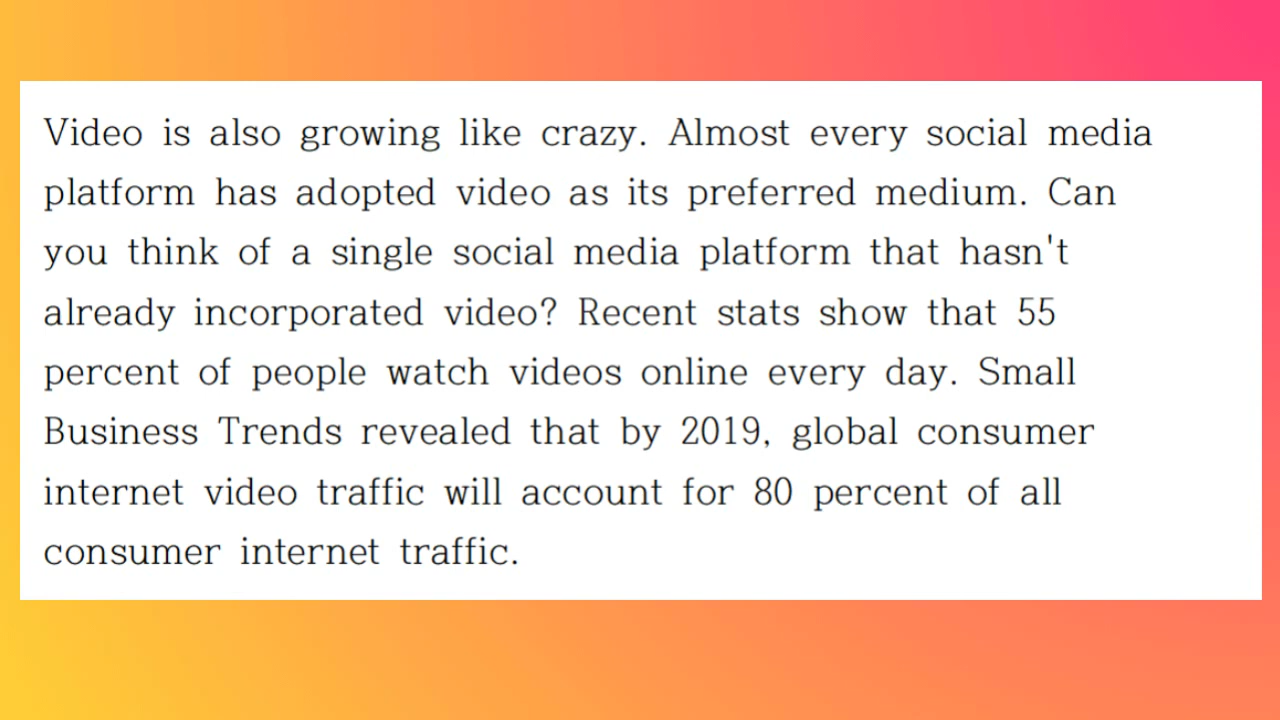 Video is also growing like crazy. Almost every social media
platform has adopted video as its preferred medium. Can
you think of a single social media platform that hasn't
already incorporated video? Recent stats show that 55
percent of people watch videos online every day. Small
Business Trends revealed that by 2019, global consumer
internet video traffic will account for 80 percent of all
consumer internet traffic.